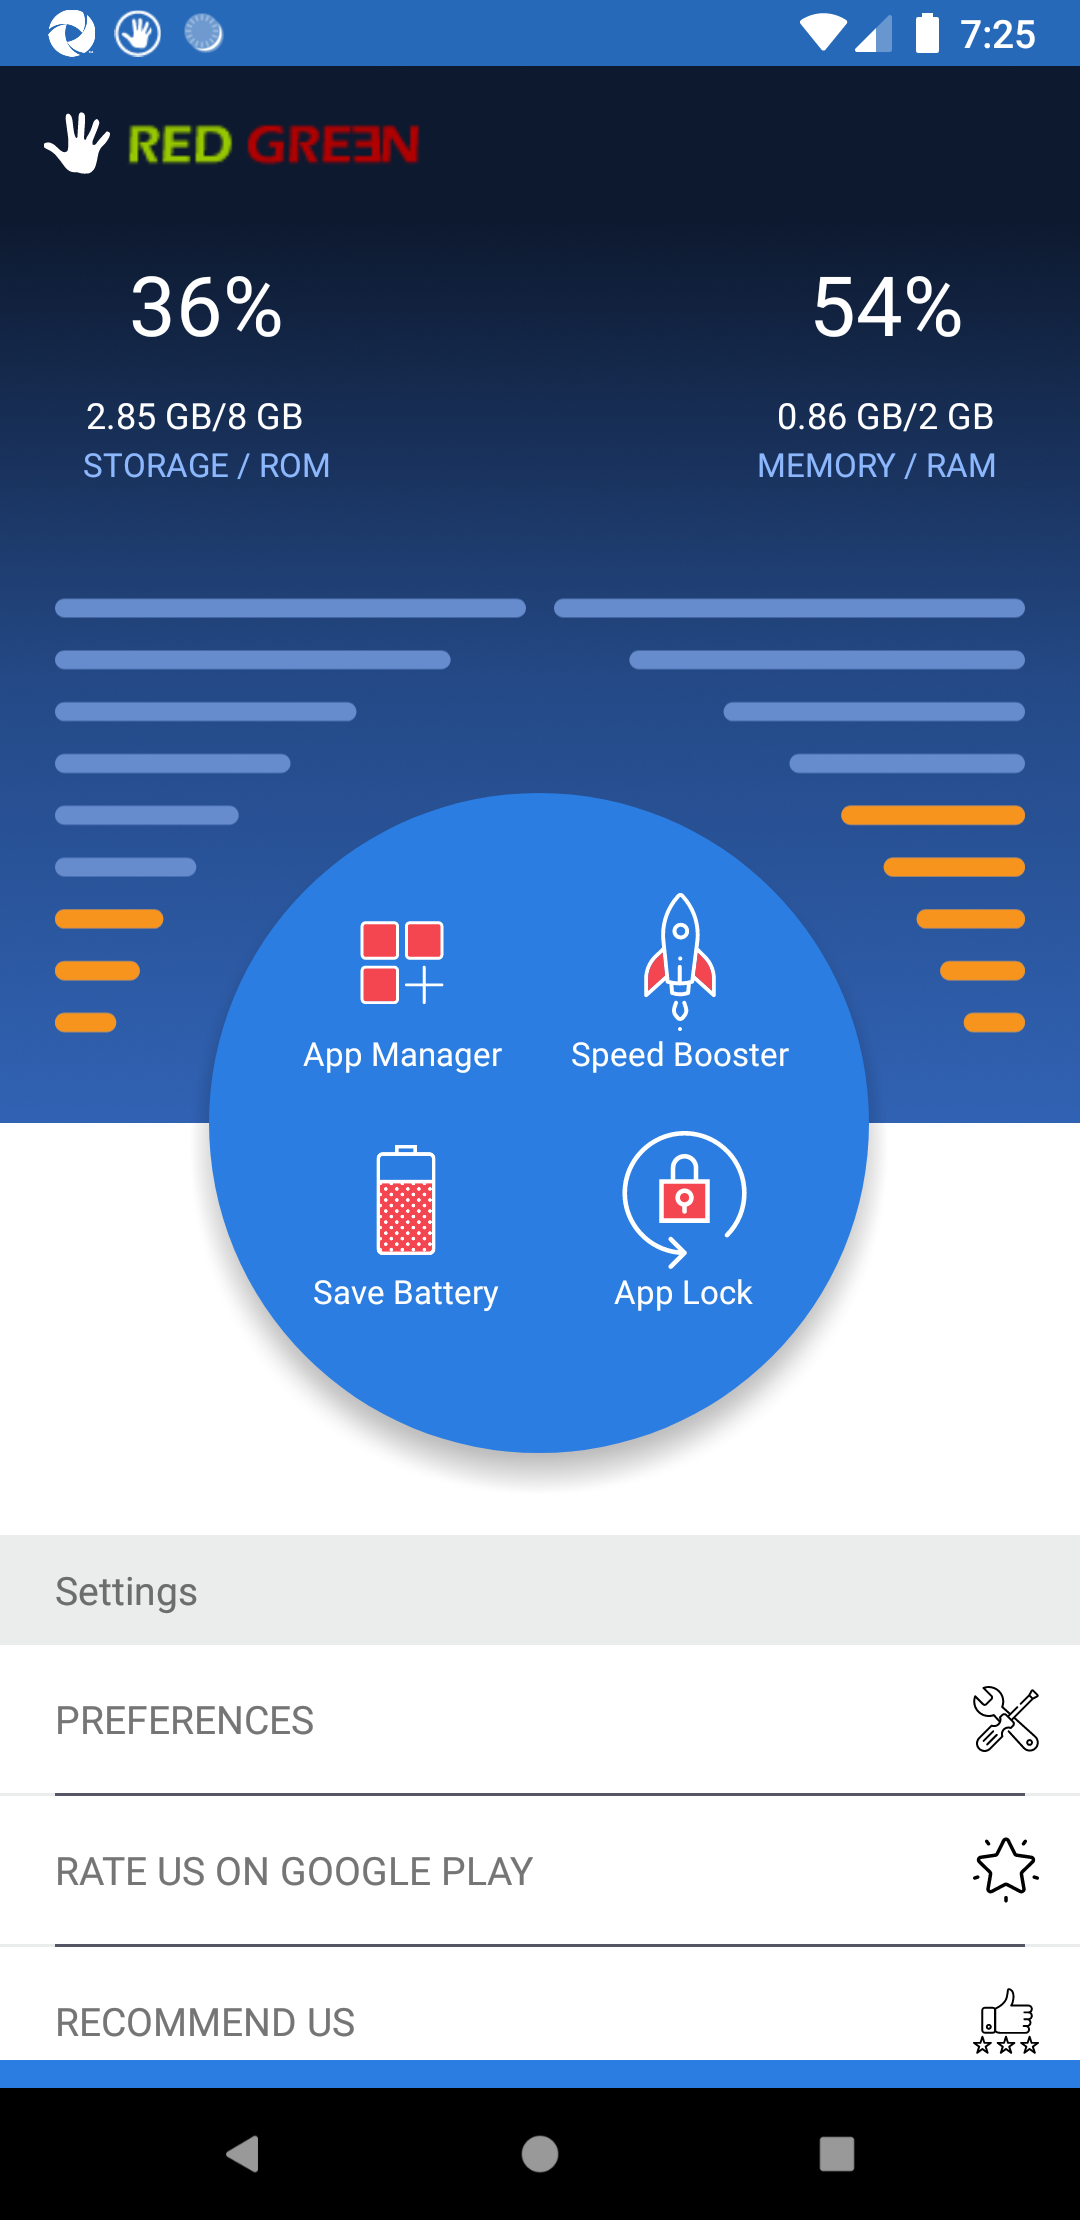 7:25
RED GREEN
36%
54%
2.85 GB/8 GB
0.86 GB/2 GB
STORAGE / ROM
MEMORY / RAM
App Manager
Speed Booster
Save Battery
App Lock
Settings
PREFERENCES
RATE US ON GOOGLE PLAY
RECOMMEND US